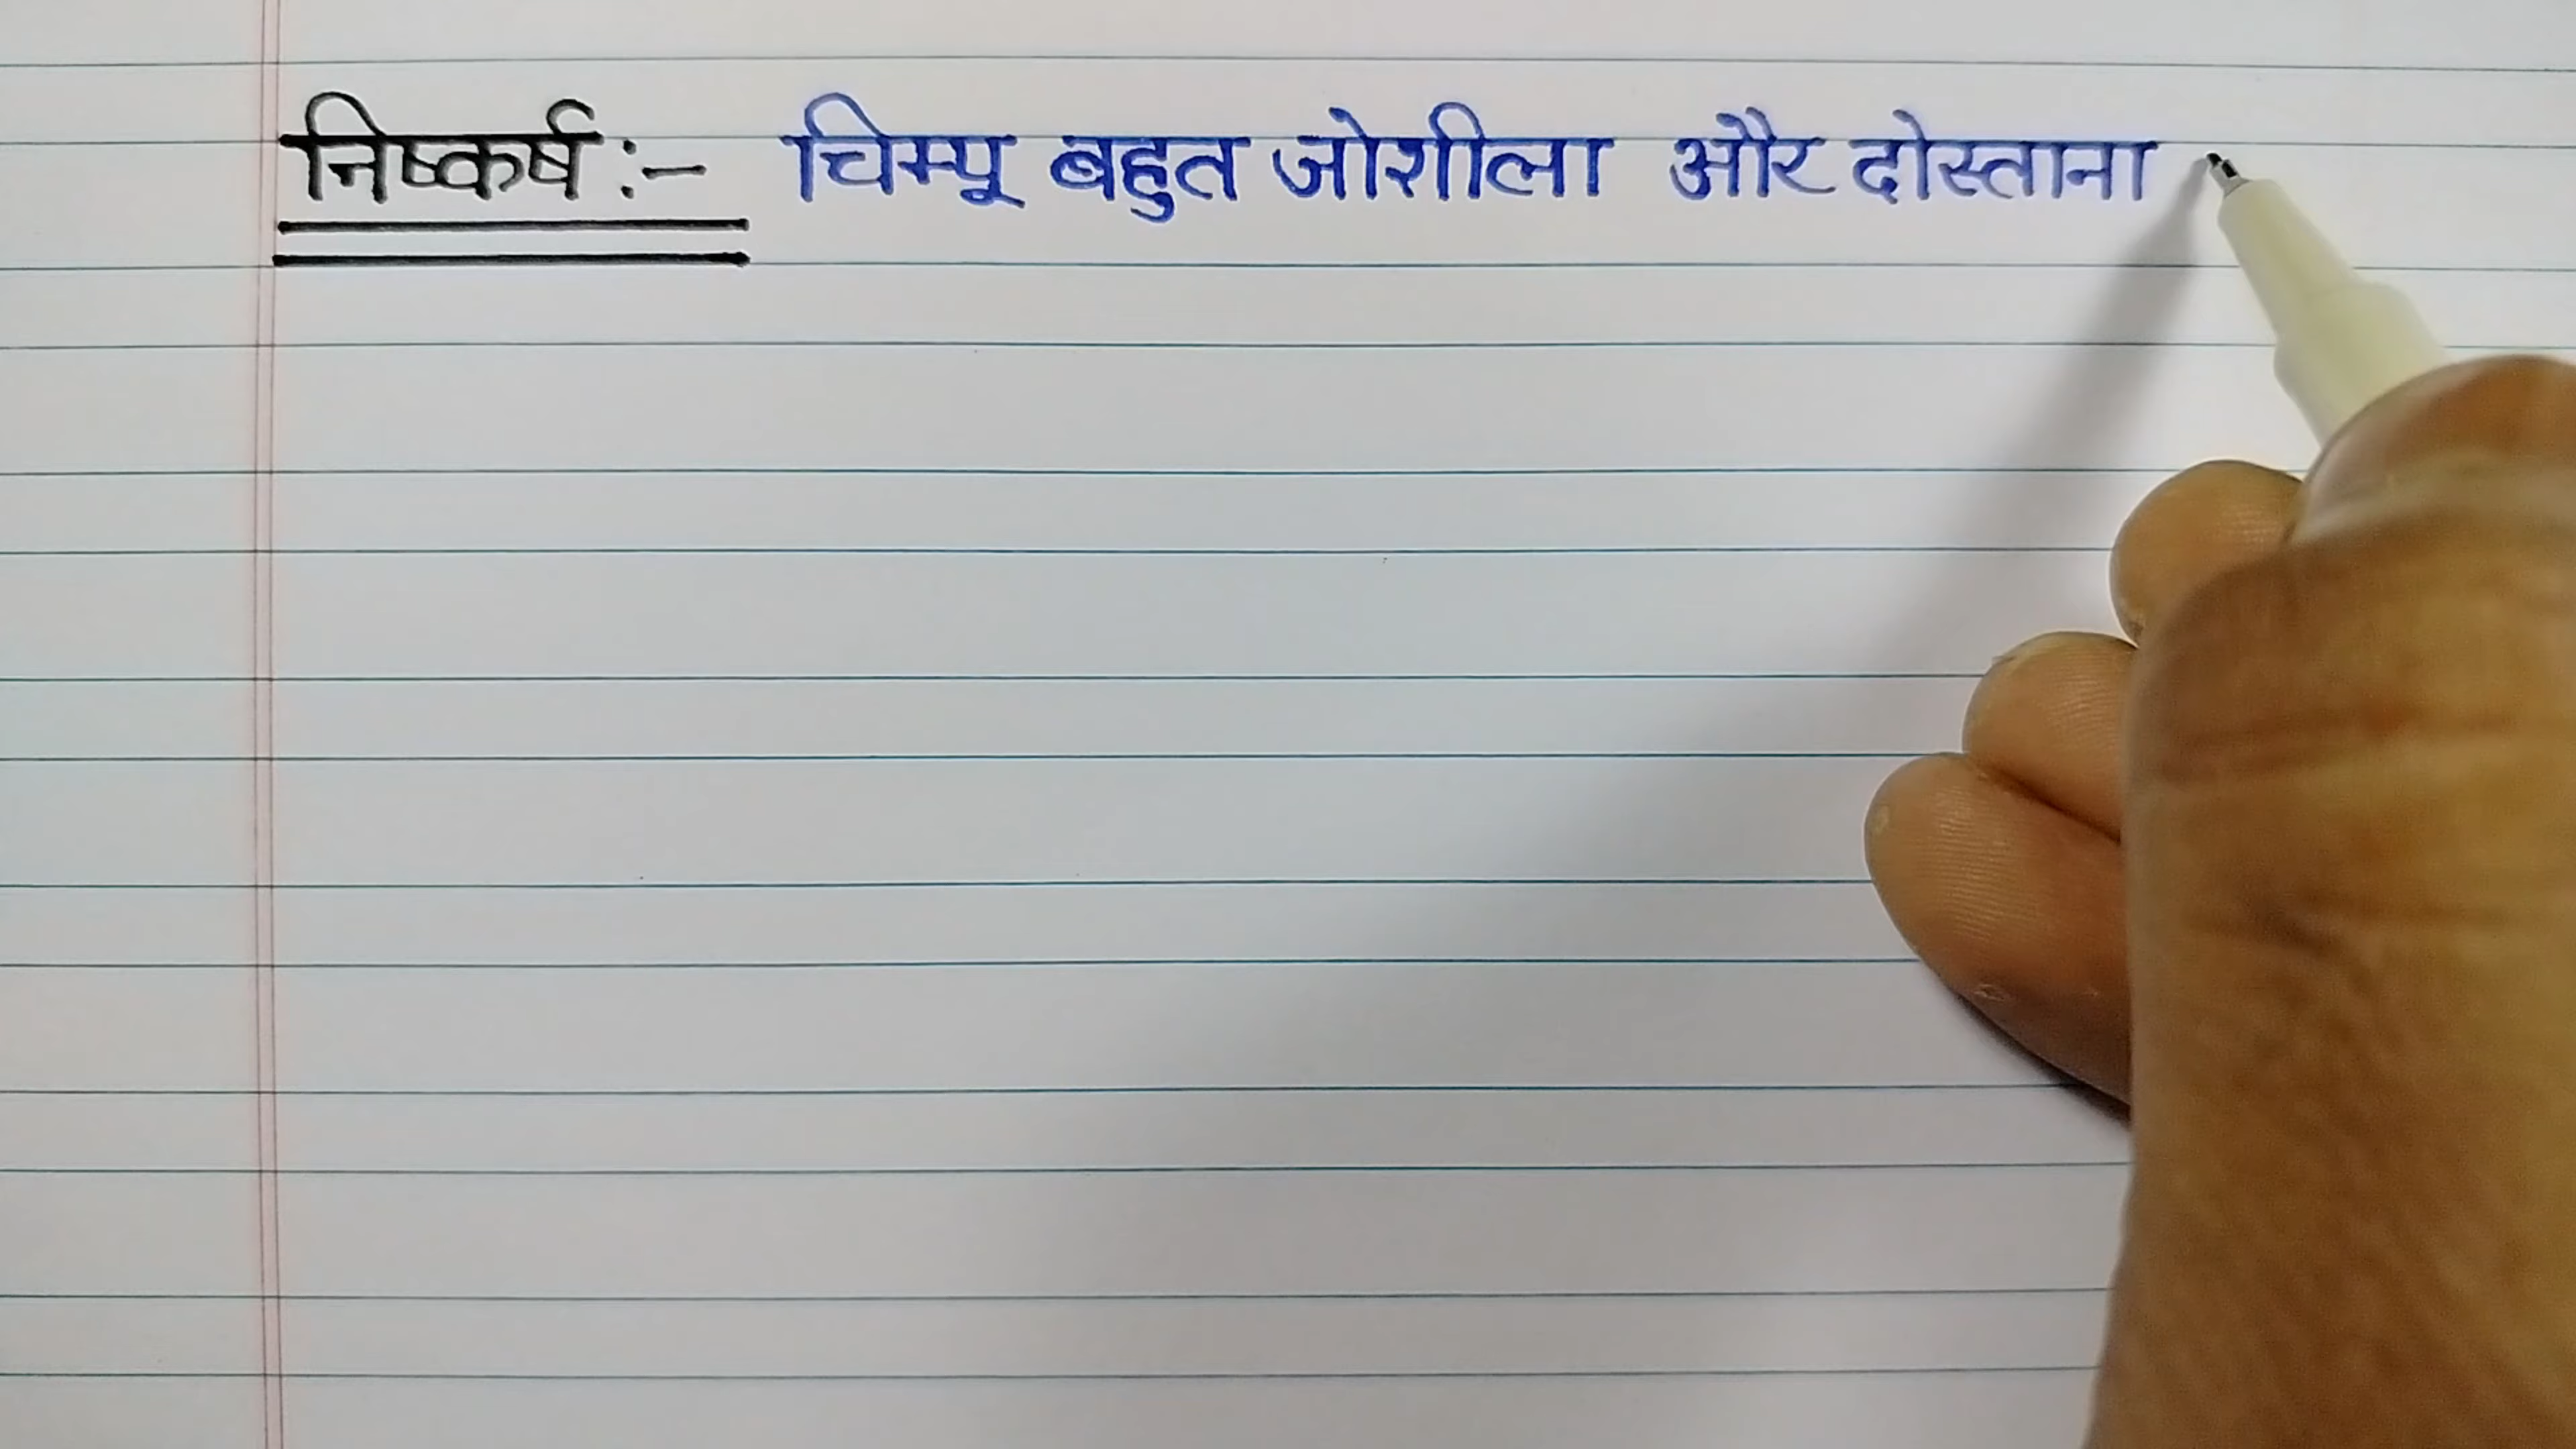 निष्कर्ष :- चिम्पू बहुत जोशीला और दोस्ताना